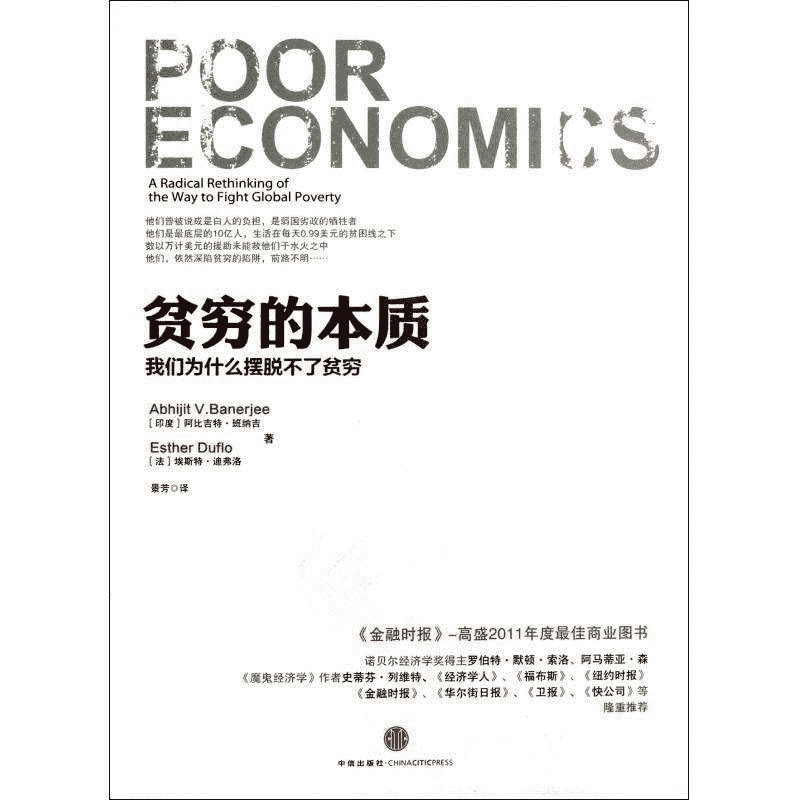 POOR
ECONOMICS
A Radical Rethinking of
the Way to Fight Global Poverty
他们曾被说成是白人的负担，是弱国劣政的牺牲者
他们是最底层的10亿人，生活在每天0.99美元的贫困线之下
数以万计美元的援助未能救他们于水火之中
他们，依然深陷贫穷的陷阱，前路不明……
贫穷的本质
我们为什么摆脱不了贫穷
Abhijit V.Banerjee
［印度］阿比吉特·班纳吉
著
Esther Duflo
［法］埃斯特·迪弗洛
景芳◎译
《金融时报》-高盛2011年度最佳商业图书
诺贝尔经济学奖得主罗伯特·默顿·索洛、阿马蒂亚·森
《魔鬼经济学》作者史蒂芬·列维特、《经济学人》、《福布斯》、《纽约时报》
《金融时报》、《华尔街日报》、《卫报》、《快公司》等
隆重推荐
中信出版社·CHINACITICPRESS